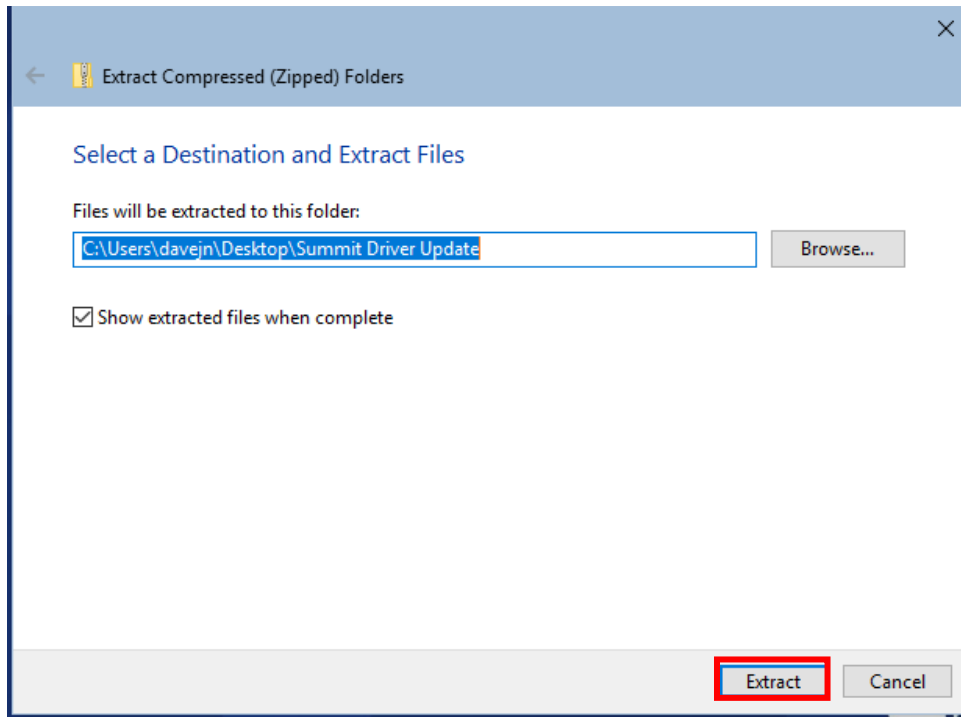 Extract Compressed (Zipped) Folders
Select a Destination and Extract Files
Files will be extracted to this folder:
C:\Users\davejn\Desktop\Summit Driver Update
Browse...
Show extracted files when complete
Extract
Cancel